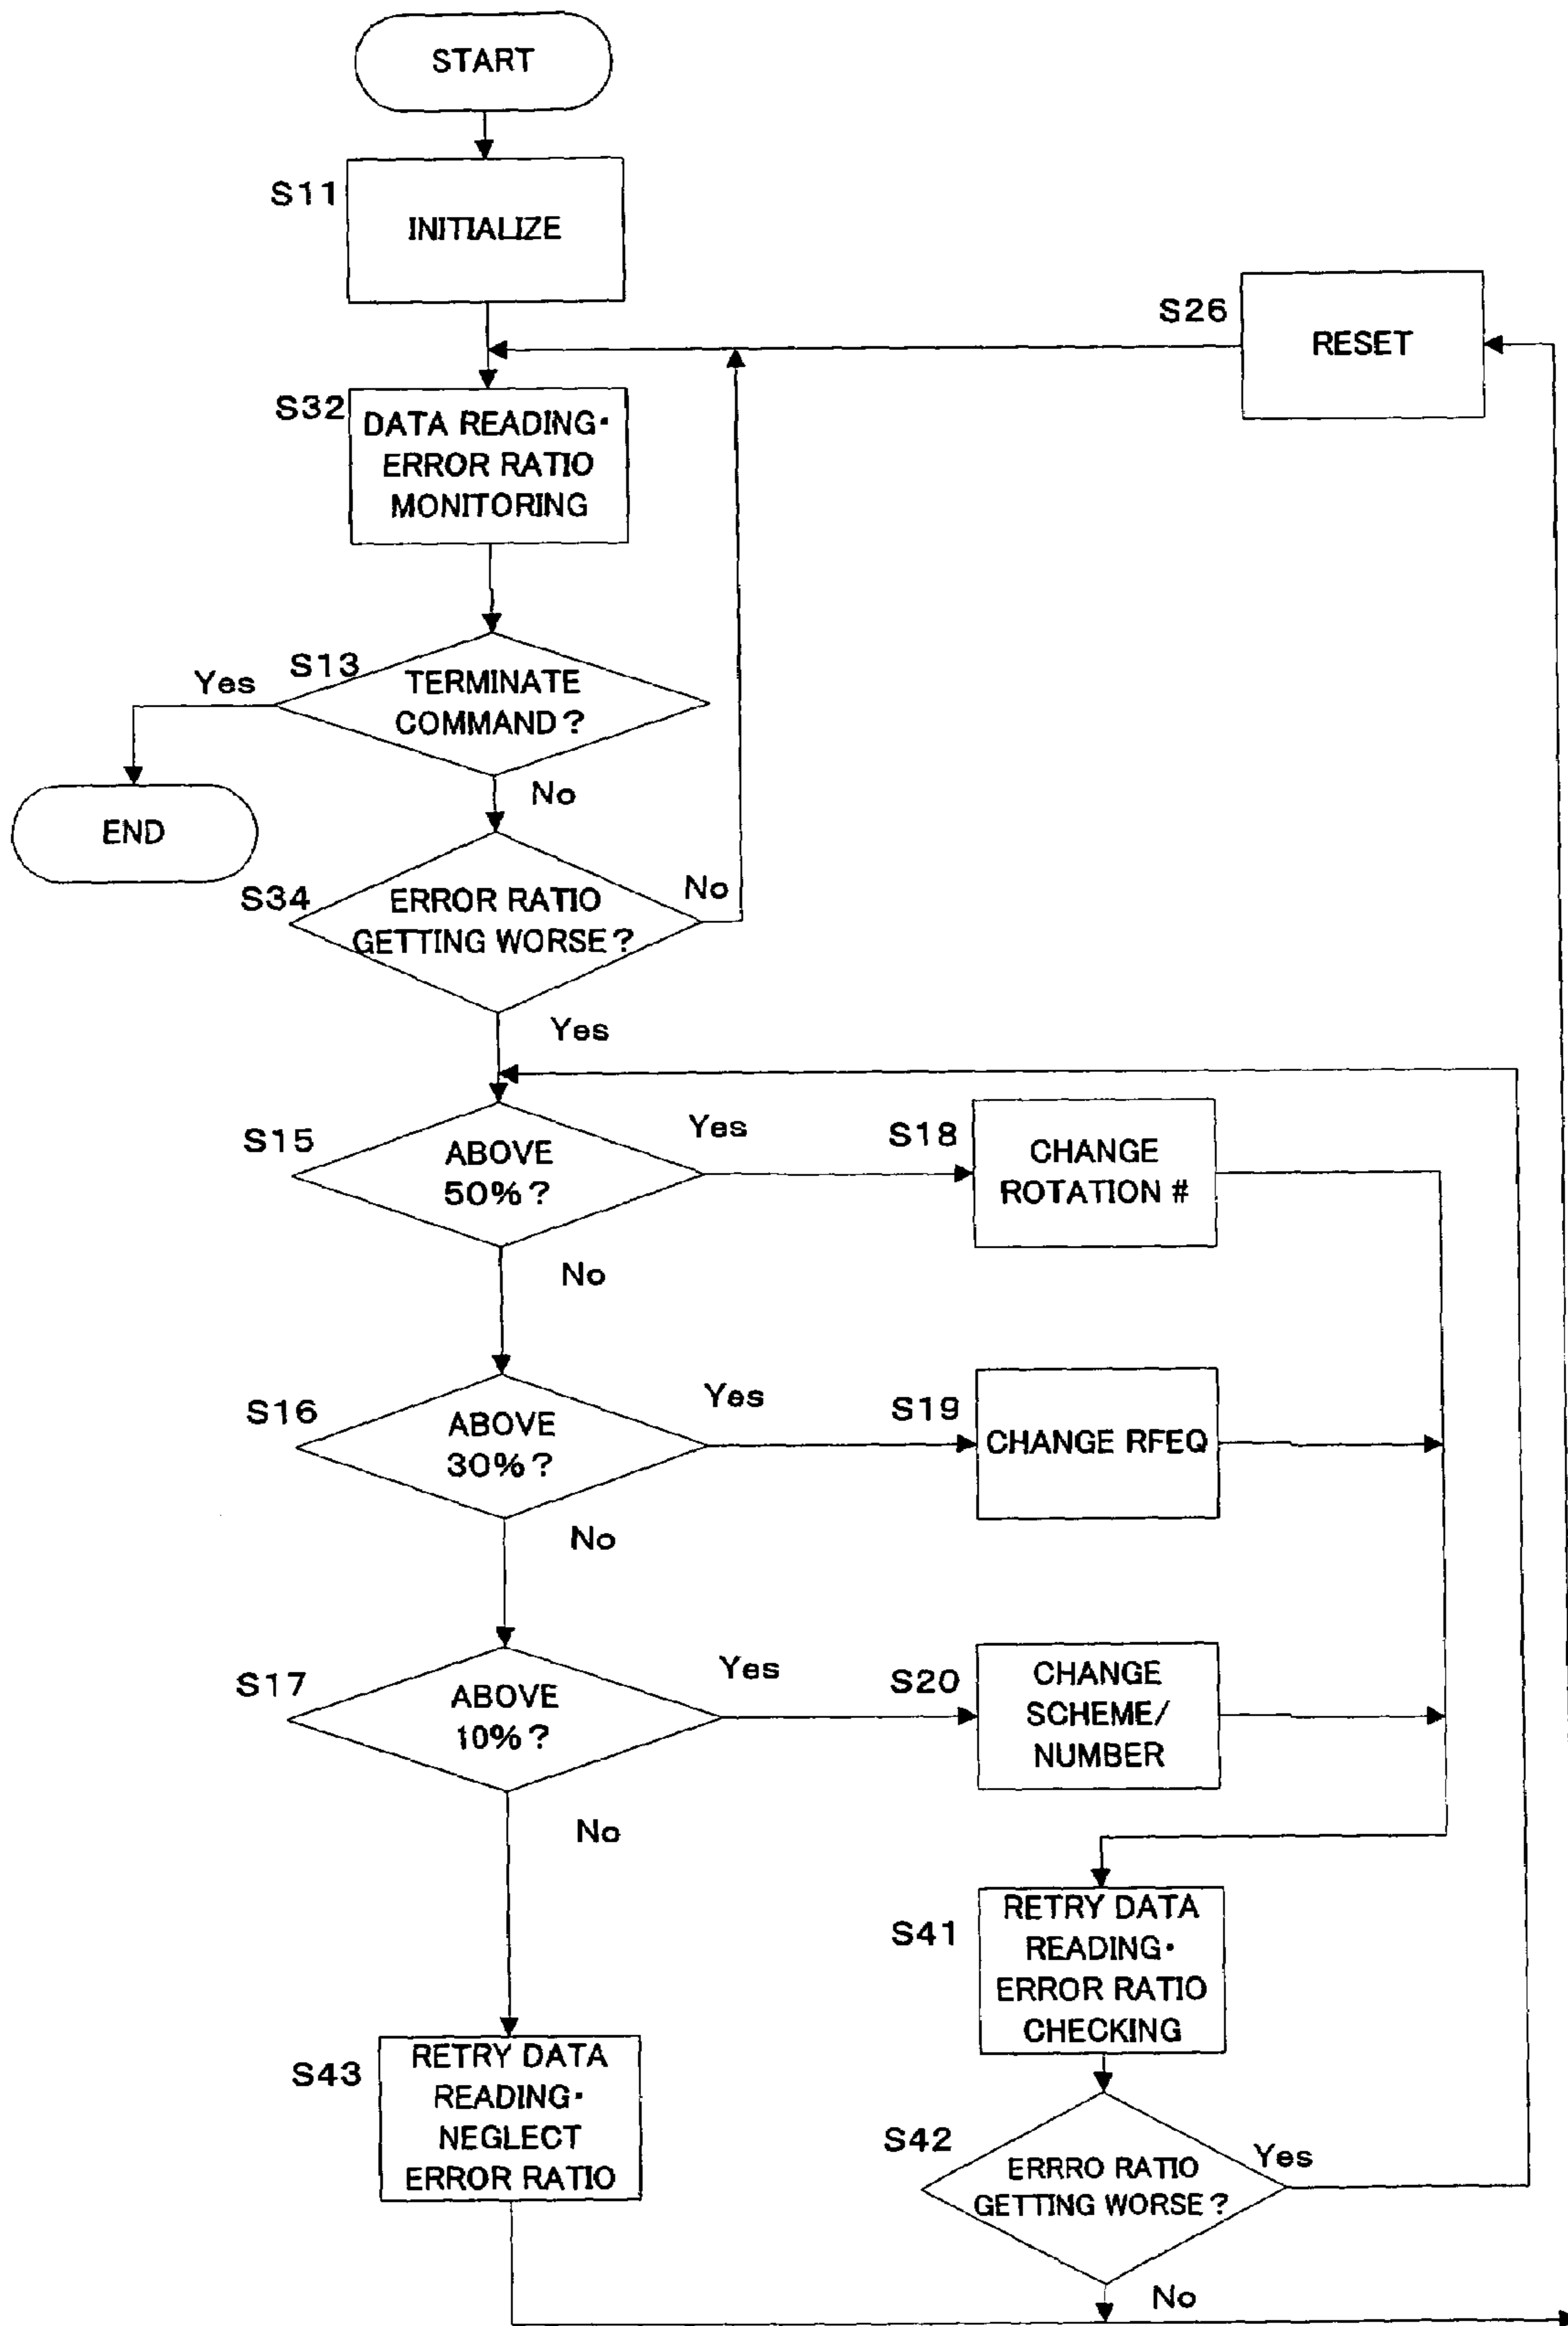 START
S11
INITIALIZE
S26
RESET
S32
DATA READING·
ERROR RATIO
MONITORING
S13
Yes
TERMINATE
COMMAND?
No
END
S34
ERROR RATIO
GETTING WORSE?
No
Yes
S15
ABOVE
50%?
Yes
S18
CHANGE
ROTATION #
No
S16
ABOVE
30%?
Yes
S19
CHANGE RFEQ
No
S17
ABOVE
10%?
Yes
S20
CHANGE
SCHEME/
NUMBER
No
S41
RETRY DATA
READING·
ERROR RATIO
CHECKING
S43
RETRY DATA
READING·
NEGLECT
ERROR RATIO
S42
ERRRO RATIO
GETTING WORSE?
Yes
No